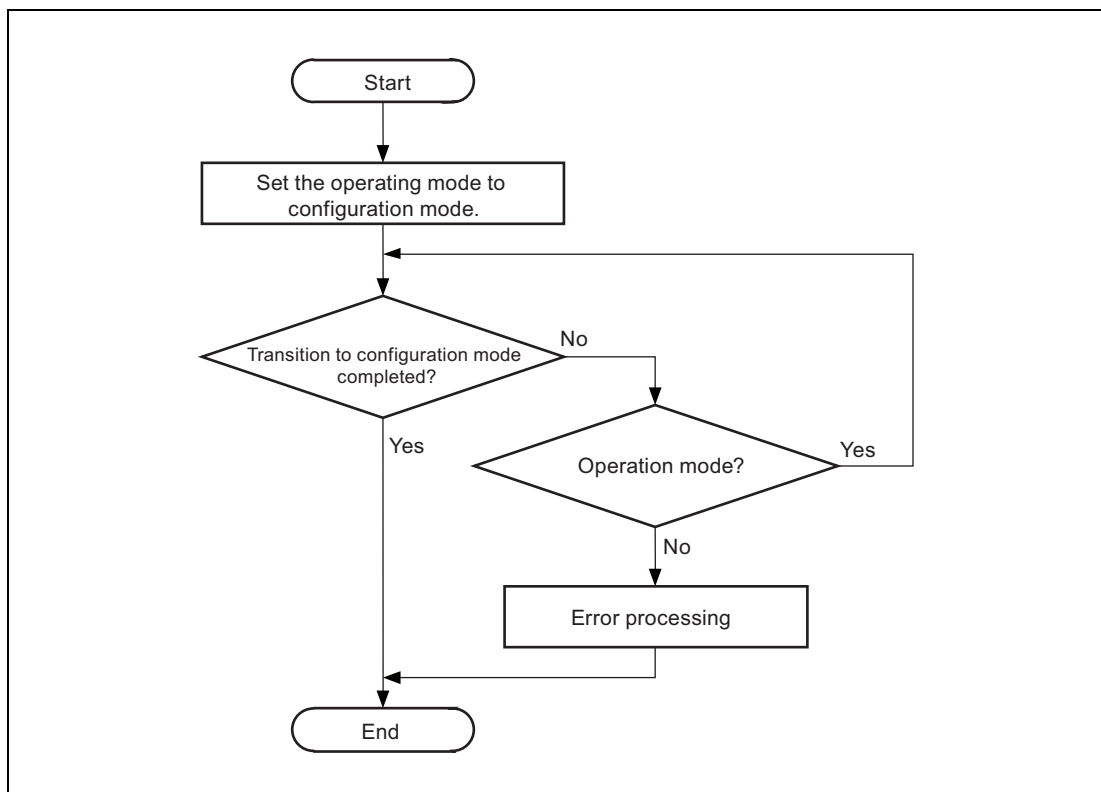 Start
Set the operating mode to
configuration mode.
Transition to configuration mode
completed?
No
Yes
Operation mode?
Yes
No
Error processing
End